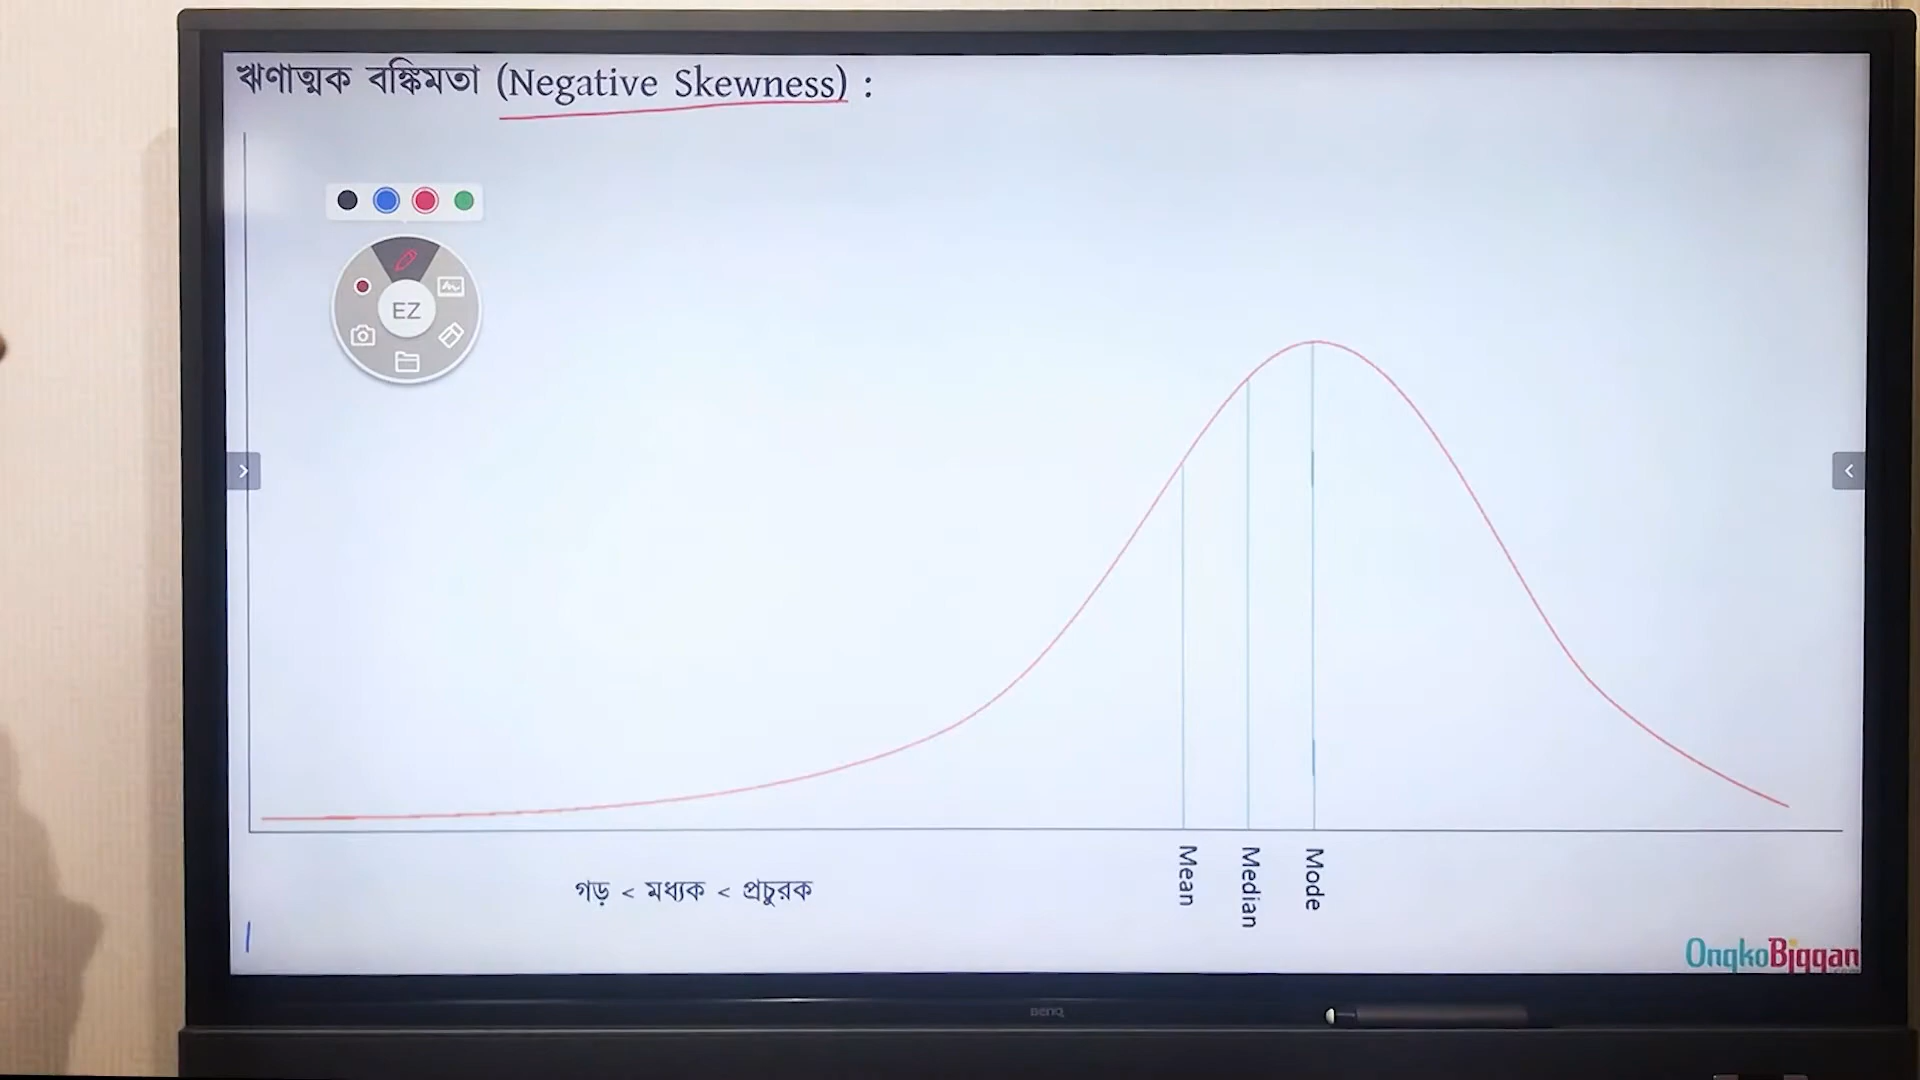 ঋণাত্মক বঙ্কিমতা (Negative Skewness) :
EZ
Mean
Median
Mode
গড় < মধ্যক < প্রচুরক
OngkoBiggan
BenQ